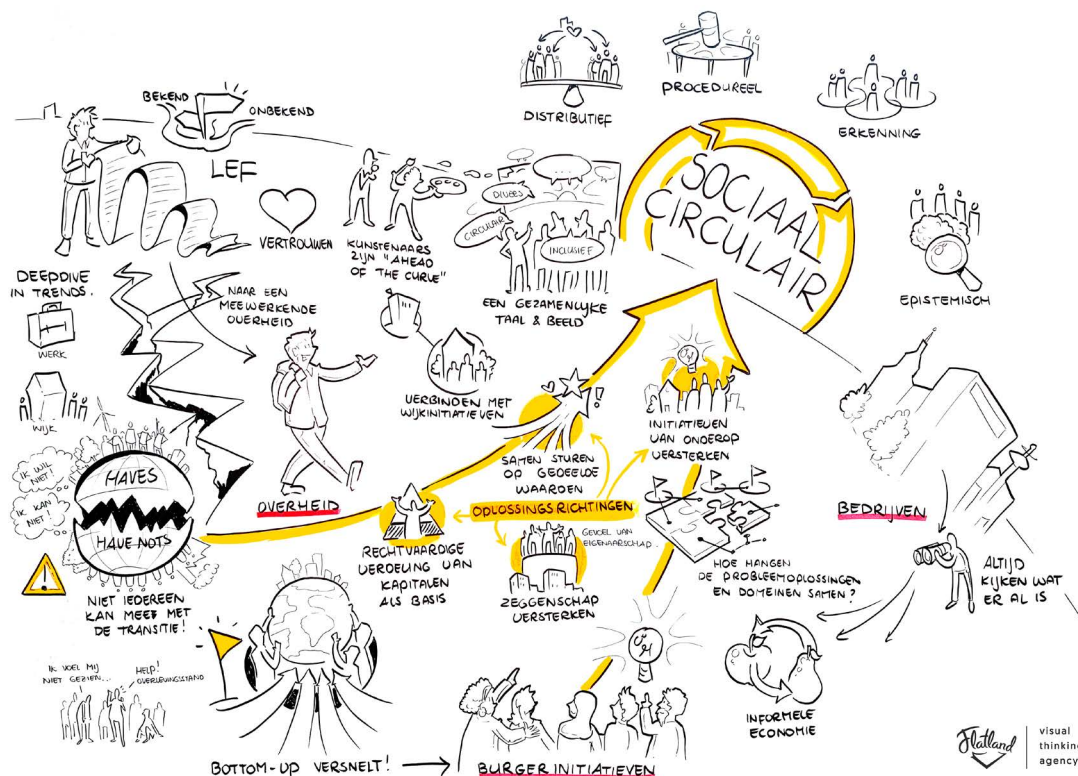 BEKEND
ONBEKEND
LEF
VERTROUWEN
DEEPDIVE
IN TRENDS.
WERK
WIJK
NAAR EEN
MEEWERKENDE
OVERHEID
KUNSTENAARS
ZIJN "AHEAD
OF THE CURVE"
DIVERS
CIRCULAIR
INCLUSIEF
EEN GEZAMENLIJKE
TAAL & BEELD
DISTRIBUTIEF
PROCEDUREEL
ERKENNING
EPISTEMISCH
SOCIAAL
CIRCULAIR
VERBINDEN MET
WIJKINITIATIEVEN
IK WIL
NIET!
IK KAN
NIET!
HAVES
HAVE NOTS
NIET IEDEREEN
KAN MEE MET
DE TRANSITIE!
IK VOEL MIJ
NIET GEZIEN...
HELP!
OVERLEVINGSSTAND
OVERHEID
SAMEN STUREN
OP GEDEELDE
WAARDEN
INITIATIEVEN
VAN ONDEROP
VERSTERKEN
OPLOSSINGSRICHTINGEN
RECHTVAARDIGE
VERDELING VAN
KAPITALEN
ALS BASIS
GEVOEL VAN
EIGENAARSCHAP...
ZEGGENSCHAP
VERSTERKEN
HOE HANGEN
DE PROBLEEMOPLOSSINGEN
EN DOMEINEN SAMEN?
BEDRIJVEN
ALTIJD
KIJKEN WAT
ER AL IS
INFORMELE
ECONOMIE
BOTTOM-UP VERSNELT!
BURGERINITIATIEVEN
Flatland
visual
thinking
agency